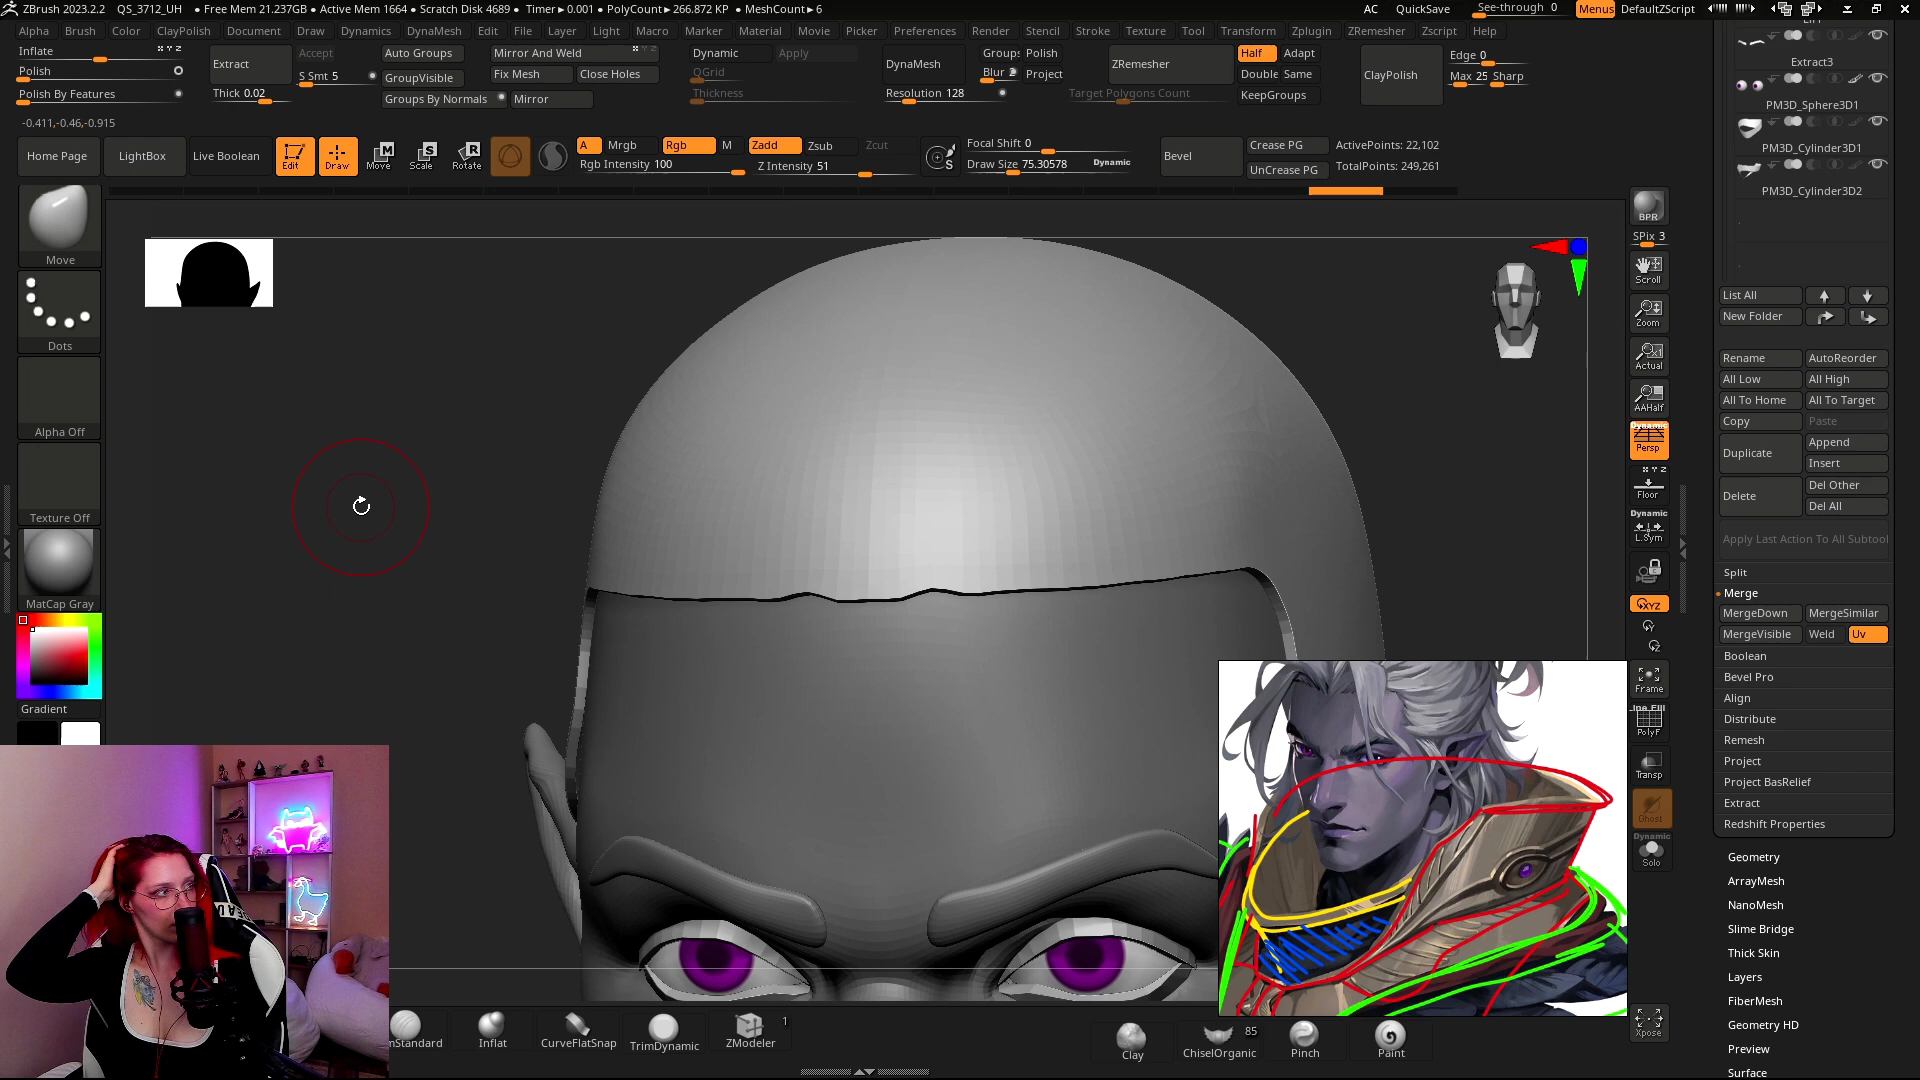 ZBrush 2023.2.2 QS_3712_UH • Free Mem 21.237GB • Active Mem 1664 • Scratch Disk 4689 • Timer▸0.001 • PolyCount▸266.872 KP • MeshCount▸6 AC QuickSave See-through 0 Menus DefaultZScript
Alpha Brush Color ClayPolish Document Draw Dynamics DynaMesh Edit File Layer Light Macro Marker Material Movie Picker Preferences Render Stencil Stroke Texture Tool Transform Zplugin ZRemesher Zscript Help
Inflate
Polish
Polish By Features
Extract
Thick 0.02
Accept
S Smt 5
Auto Groups
GroupVisible
Groups By Normals
Mirror And Weld
Fix Mesh Close Holes
Mirror
Dynamic Apply
QGrid
Thickness
DynaMesh
Resolution 128
Groups Polish
Blur 2 Project
ZRemesher
Target Polygons Count
Half Adapt
Double Same
KeepGroups
ClayPolish
Edge 0
Max 25 Sharp
-0.411,-0.46,-0.915
Home Page LightBox Live Boolean Edit Draw Move Scale Rotate
A Mrgb Rgb M Zadd Zsub Zcut
Rgb Intensity 100 Z Intensity 51
Focal Shift 0
Draw Size 75.30578 Dynamic
Bevel
Crease PG
UnCrease PG
ActivePoints: 22,102
TotalPoints: 249,261
Move
Dots
Alpha Off
Texture Off
MatCap Gray
Gradient
BPR
SPix 3
Scroll
Zoom
Actual
AAHalf
Dynamic
Persp
Floor
Dynamic
L.Sym
XYZ
Frame
Line Fill
PolyF
Transp
Ghost
Dynamic
Solo
Xpose
Extract3
PM3D_Sphere3D1
PM3D_Cylinder3D1
PM3D_Cylinder3D2
List All
New Folder
Rename AutoReorder
All Low All High
All To Home All To Target
Copy Paste
Duplicate Append
Insert
Delete Del Other
Del All
Apply Last Action To All Subtool
Split
Merge
MergeDown MergeSimilar
MergeVisible Weld Uv
Boolean
Bevel Pro
Align
Distribute
Remesh
Project
Project BasRelief
Extract
Redshift Properties
Geometry
ArrayMesh
NanoMesh
Slime Bridge
Thick Skin
Layers
FiberMesh
Geometry HD
Preview
Surface
Inflat CurveFlatSnap TrimDynamic ZModeler 1
Clay ChiselOrganic 85 Pinch Paint